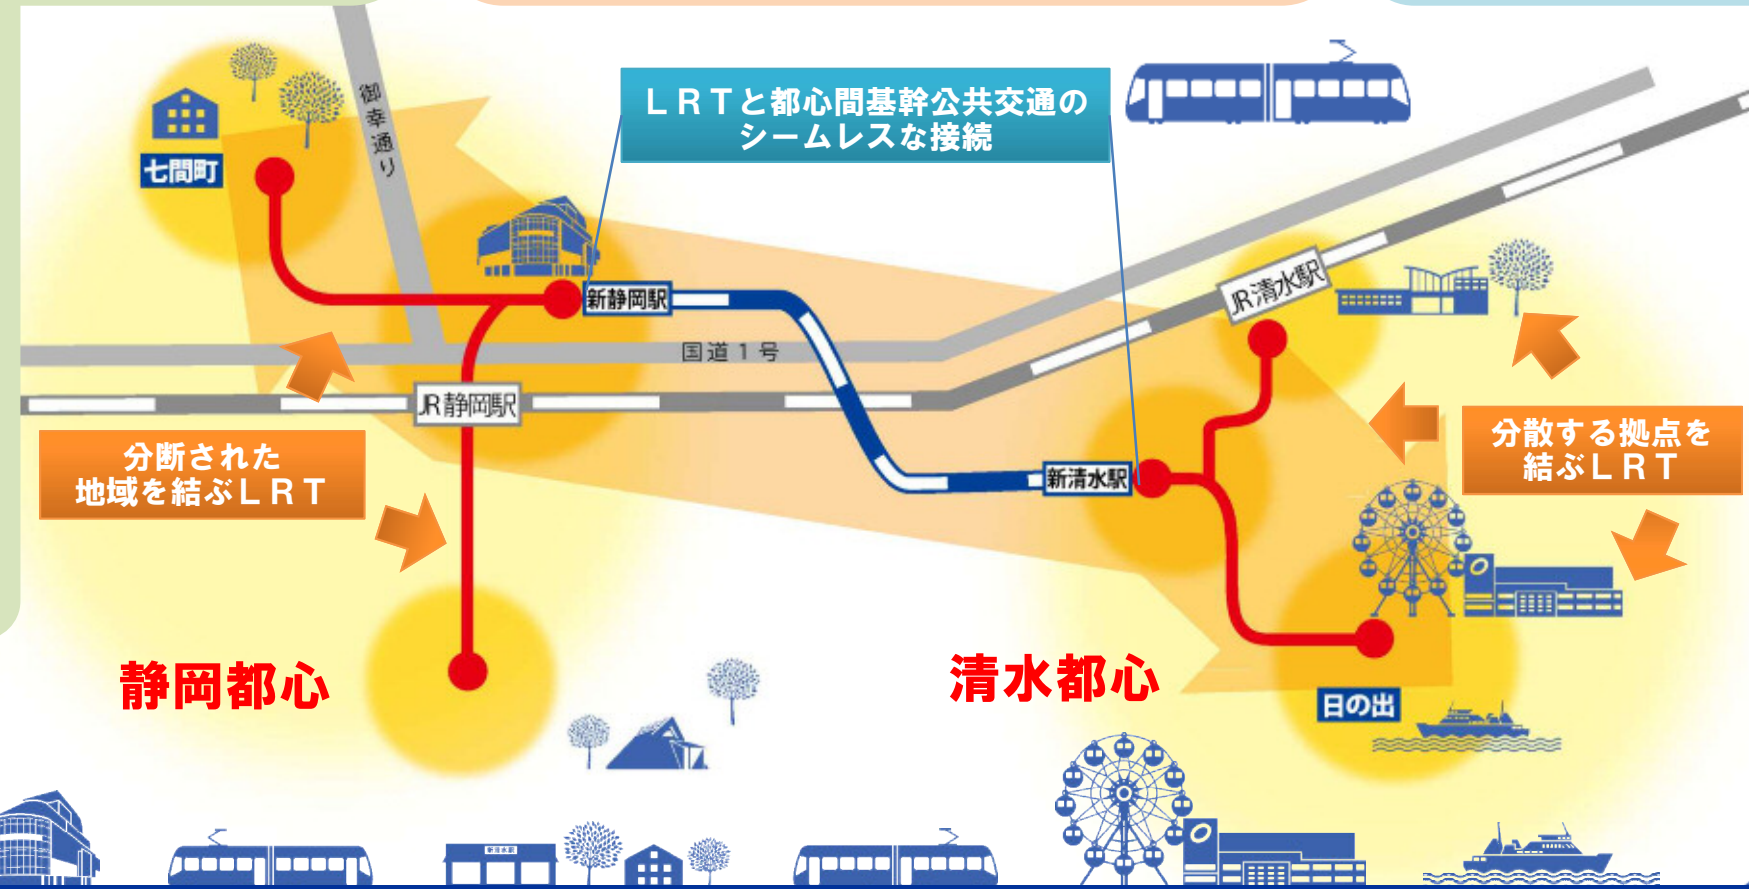 御幸通り
LRTと都心間基幹公共交通の
シームレスな接続
七間町
新静岡駅
JR清水駅
国道1号
JR静岡駅
分断された
地域を結ぶLRT
新清水駅
分散する拠点を
結ぶLRT
静岡都心
清水都心
日の出
新清水駅